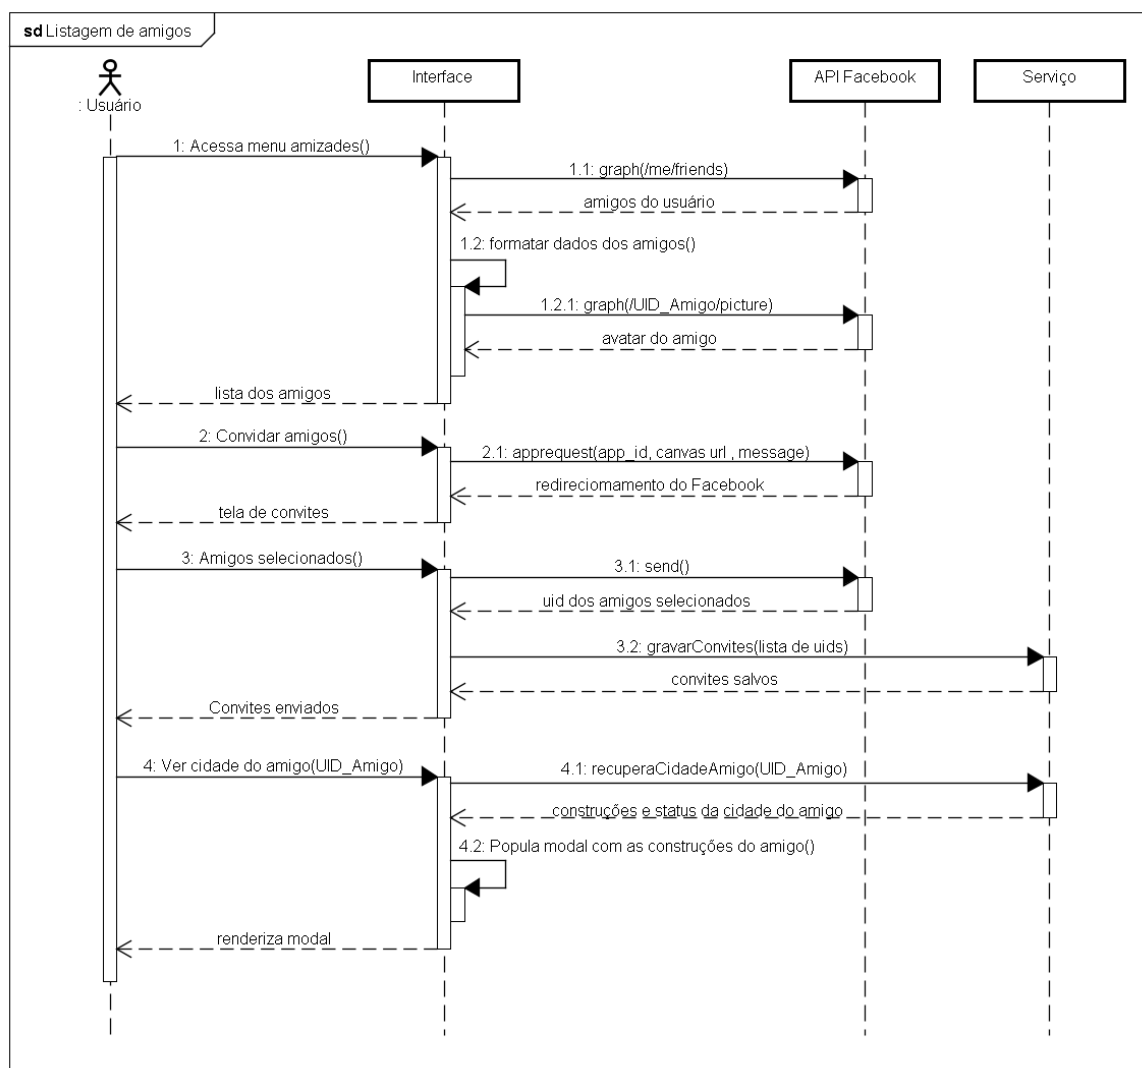 sd Listagem de amigos
: Usuário
Interface
API Facebook
Serviço
1: Acessa menu amizades()
1.1: graph(/me/friends)
amigos do usuário
1.2: formatar dados dos amigos()
1.2.1: graph(/UID_Amigo/picture)
avatar do amigo
lista dos amigos
2: Convidar amigos()
2.1: apprequest(app_id, canvas url , message)
redireciomamento do Facebook
tela de convites
3: Amigos selecionados()
3.1: send()
uid dos amigos selecionados
3.2: gravarConvites(lista de uids)
convites salvos
Convites enviados
4: Ver cidade do amigo(UID_Amigo)
4.1: recuperaCidadeAmigo(UID_Amigo)
construções e status da cidade do amigo
4.2: Popula modal com as construções do amigo()
renderiza modal